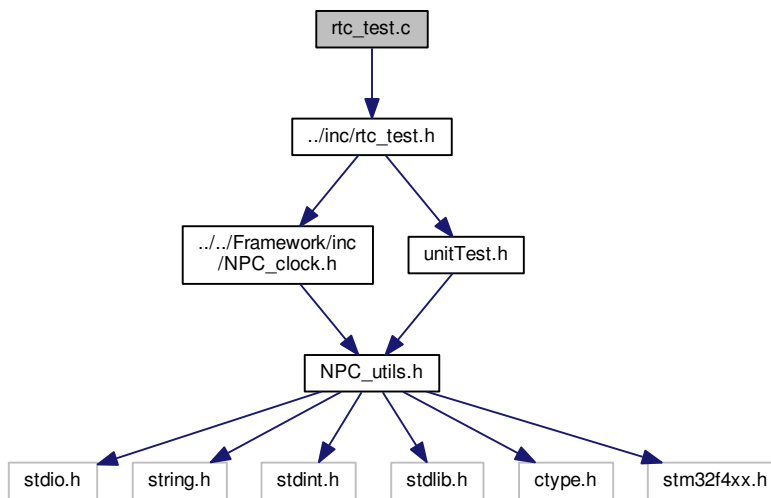 rtc_test.c
../inc/rtc_test.h
../../Framework/inc
/NPC_clock.h
unitTest.h
NPC_utils.h
stdio.h
string.h
stdint.h
stdlib.h
ctype.h
stm32f4xx.h